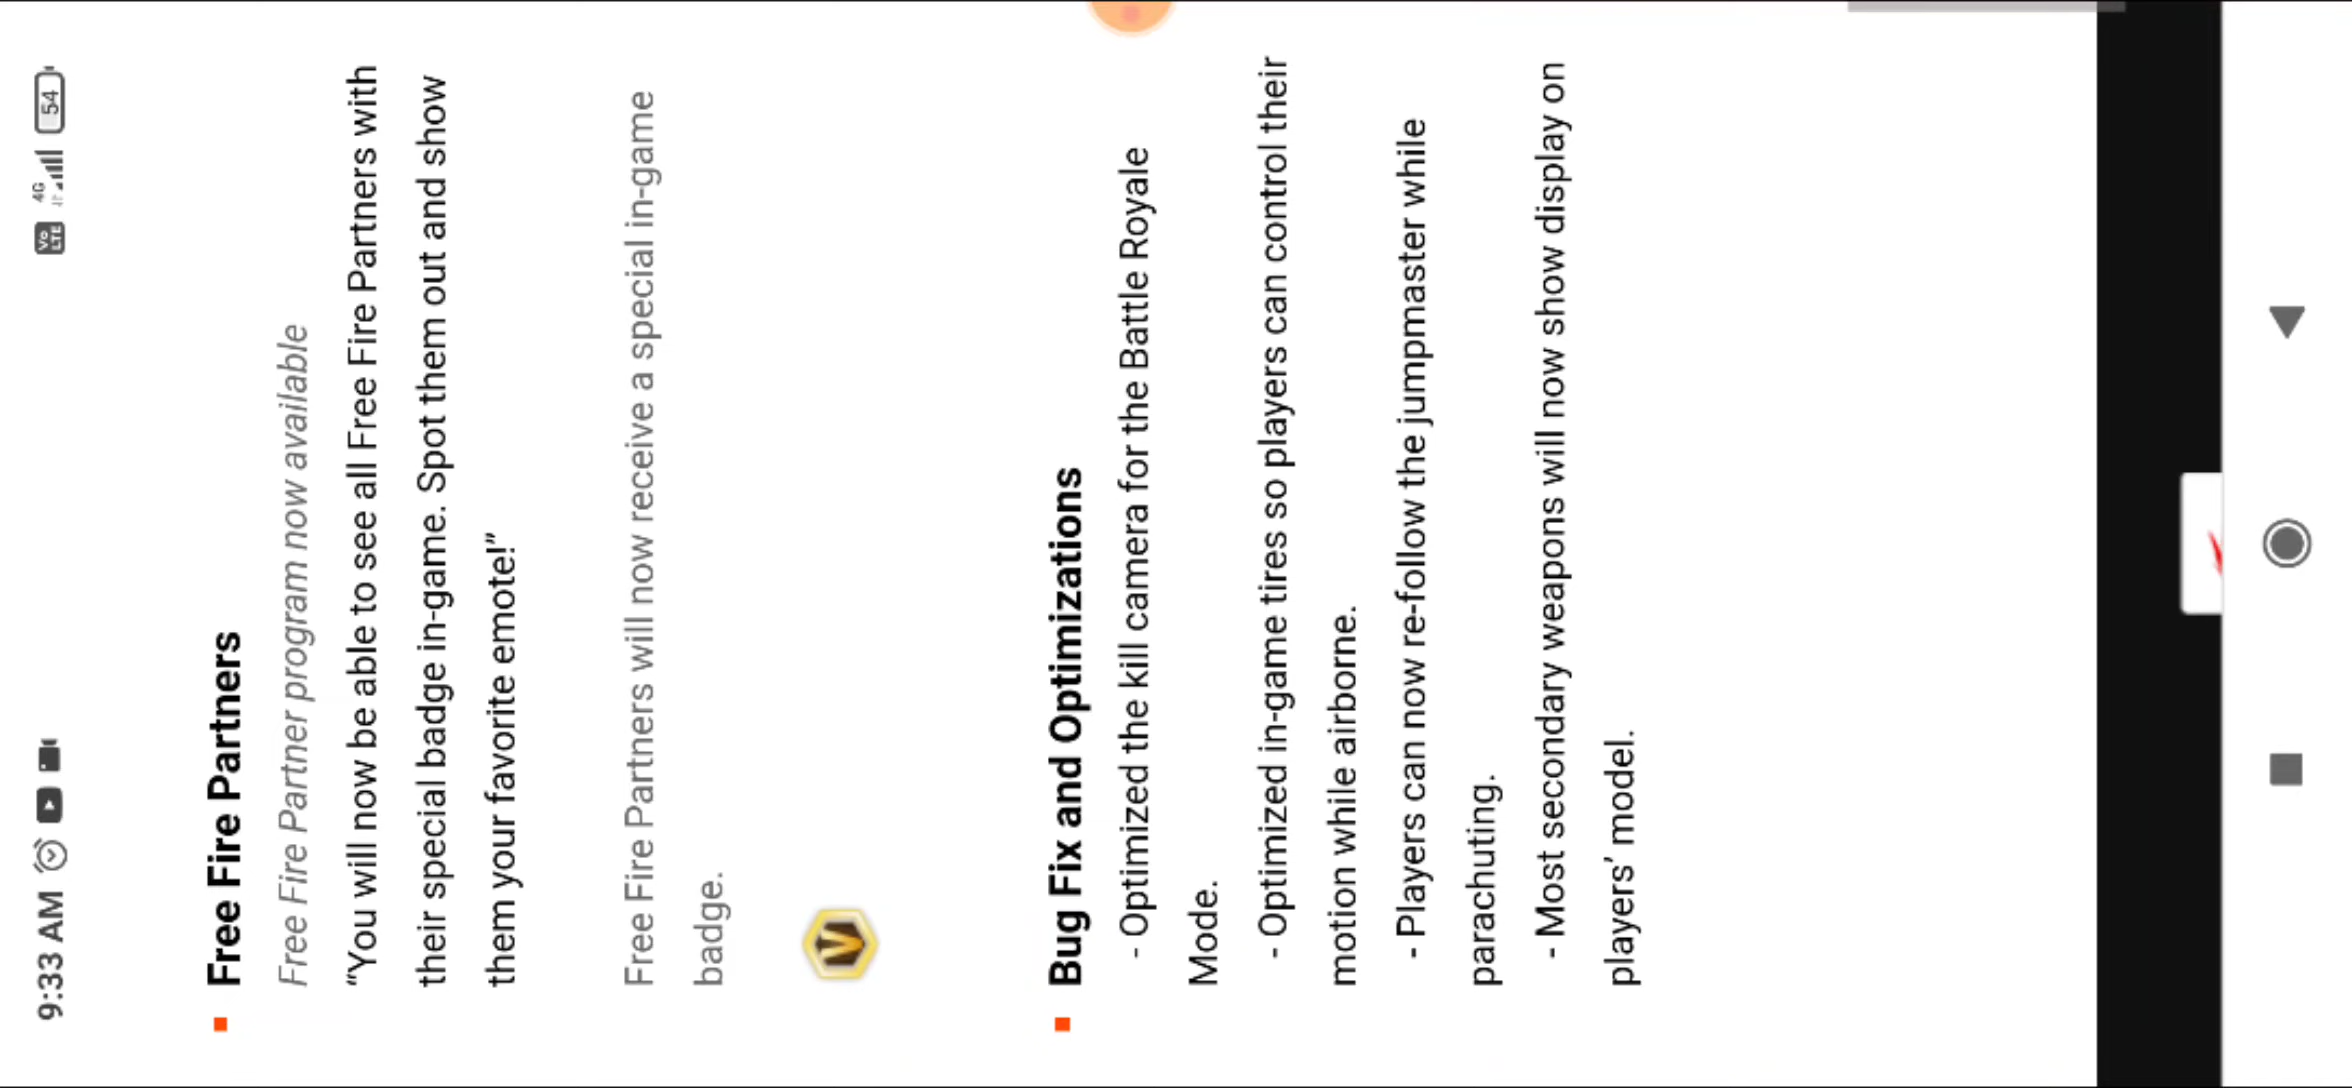 9:33 AM
Vo LTE 4G 54
Free Fire Partners
Free Fire Partner program now available
“You will now be able to see all Free Fire Partners with
their special badge in-game. Spot them out and show
them your favorite emote!”
Free Fire Partners will now receive a special in-game
badge.
V
Bug Fix and Optimizations
- Optimized the kill camera for the Battle Royale
Mode.
- Optimized in-game tires so players can control their
motion while airborne.
- Players can now re-follow the jumpmaster while
parachuting.
- Most secondary weapons will now show display on
players’ model.